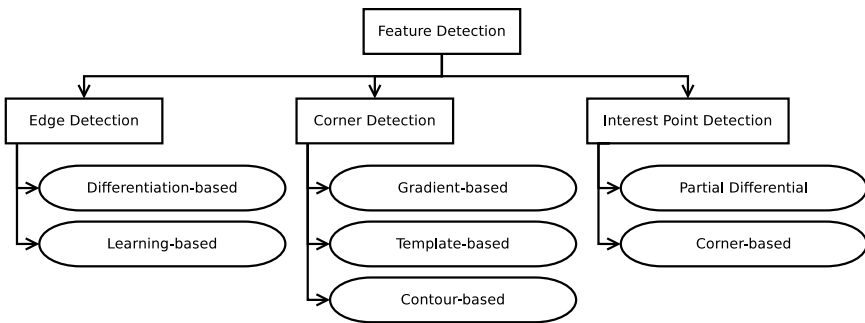 Feature Detection
Edge Detection
Corner Detection
Interest Point Detection
Differentiation-based
Gradient-based
Partial Differential
Learning-based
Template-based
Corner-based
Contour-based